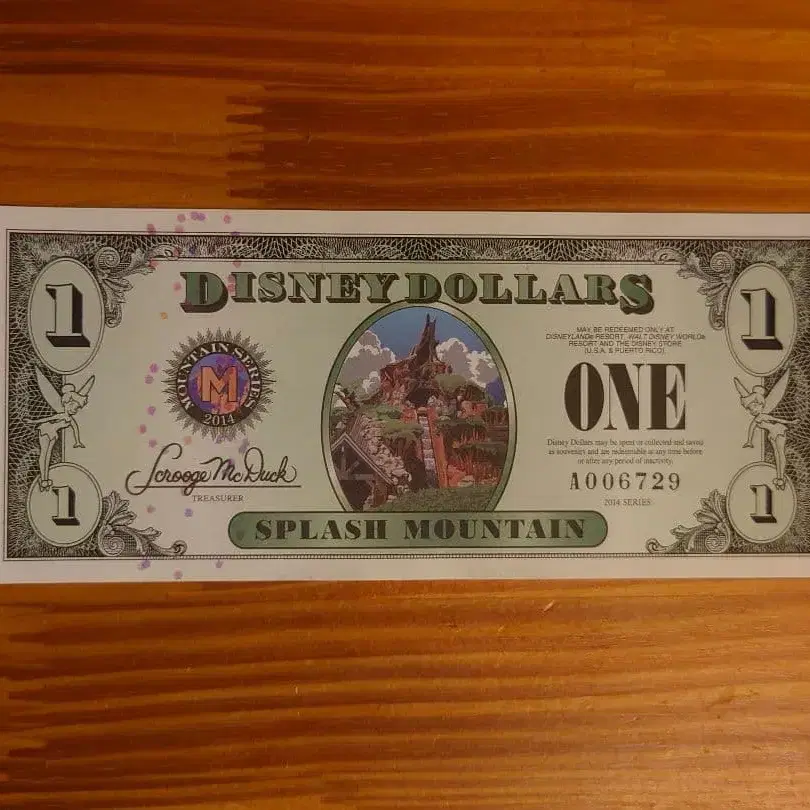 DISNEY DOLLARS
1
1
MOUNTAIN SERIES
M
2014
MAY BE REDEEMED ONLY AT
DISNEYLAND® RESORT, WALT DISNEY WORLD®
RESORT AND THE DISNEY STORE
(U.S.A. & PUERTO RICO).
ONE
Disney Dollars may be spent or collected and saved
as souvenirs and are redeemable at any time before
or after any period of inactivity.
Scrooge McDuck
TREASURER
A006729
2014 SERIES
1
1
SPLASH MOUNTAIN